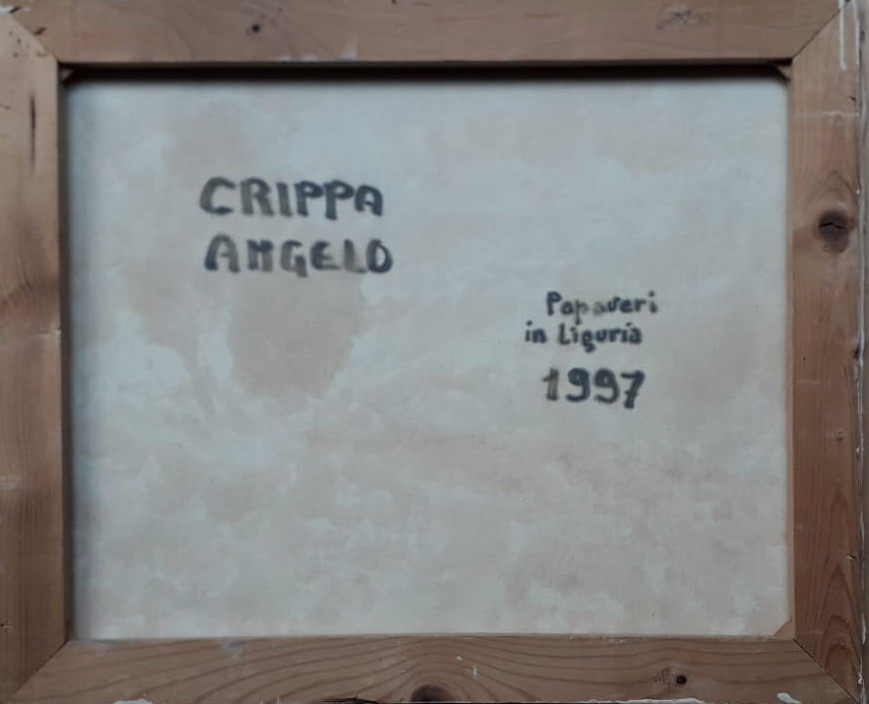 CRIPPA
ANGELO
Papaveri
in Liguria
1997